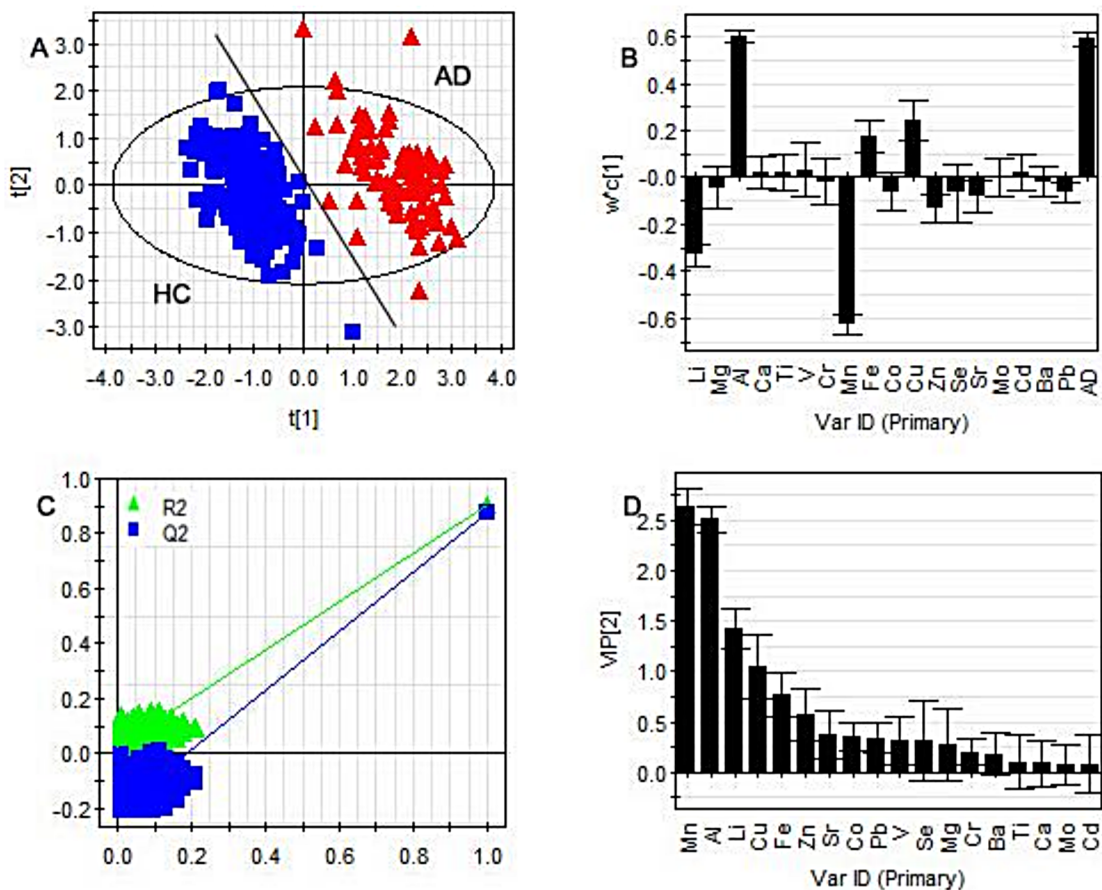 A
AD
HC
t[2]
3.0
2.0
1.0
0.0
-1.0
-2.0
-3.0
-4.0 -3.0 -2.0 -1.0 0.0 1.0 2.0 3.0 4.0
t[1]
B
w*c[1]
0.6
0.4
0.2
-0.0
-0.2
-0.4
-0.6
Li Mg Al Ca Ti V Cr Mn Fe Co Cu Zn Se Sr Mo Cd Ba Pb AD
Var ID (Primary)
C
R2
Q2
1.0
0.8
0.6
0.4
0.2
0.0
-0.2
0.0 0.2 0.4 0.6 0.8 1.0
D
VIP[2]
2.5
2.0
1.5
1.0
0.5
0.0
Mn Al Li Cu Fe Zn Sr Co Pb V Se Mg Cr Ba Ti Ca Mo Cd
Var ID (Primary)